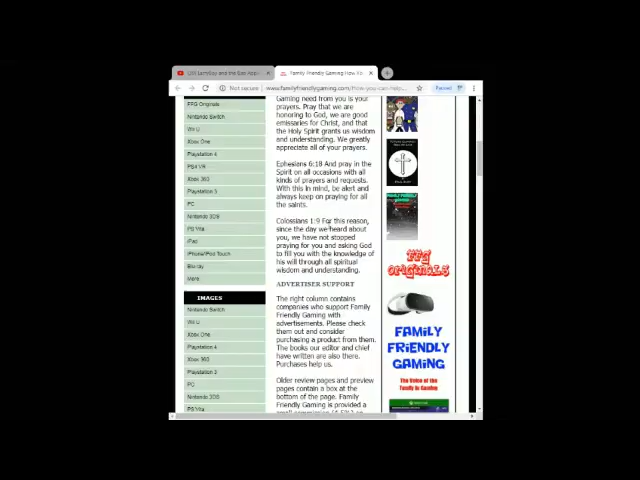 Family Friendly Gaming How Yo
Not secure
www.familyfriendlygaming.com/How-you-can-help
Paused
FFG Originals
Nintendo Switch
Wii U
Xbox One
Playstation 4
PS4 VR
Xbox 360
Playstation 3
PC
Nintendo 3DS
PS Vita
iPad
iPhone/iPod Touch
Blu-ray
More
IMAGES
Nintendo Switch
Wii U
Xbox One
Playstation 4
Xbox 360
Playstation 3
PC
Nintendo 3DS
PS Vita
Gaming need from you is your
prayers. Pray that we are
honoring to God, we are good
emissaries for Christ, and that
the Holy Spirit grants us wisdom
and understanding. We greatly
appreciate all of your prayers.
Ephesians 6:18 And pray in the
Spirit on all occasions with all
kinds of prayers and requests.
With this in mind, be alert and
always keep on praying for all
the saints.
Colossians 1:9 For this reason,
since the day we heard about
you, we have not stopped
praying for you and asking God
to fill you with the knowledge of
his will through all spiritual
wisdom and understanding.
ADVERTISER SUPPORT
The right column contains
companies who support Family
Friendly Gaming with
advertisements. Please check
them out and consider
purchasing a product from them.
The books our editor and chief
have written are also there.
Purchases help us.
Older review pages and preview
pages contain a box at the
bottom of the page. Family
Friendly Gaming is provided a
FFG
ORIGINALS
FAMILY
FRIENDLY
GAMING
The Voice of the
Family in Gaming